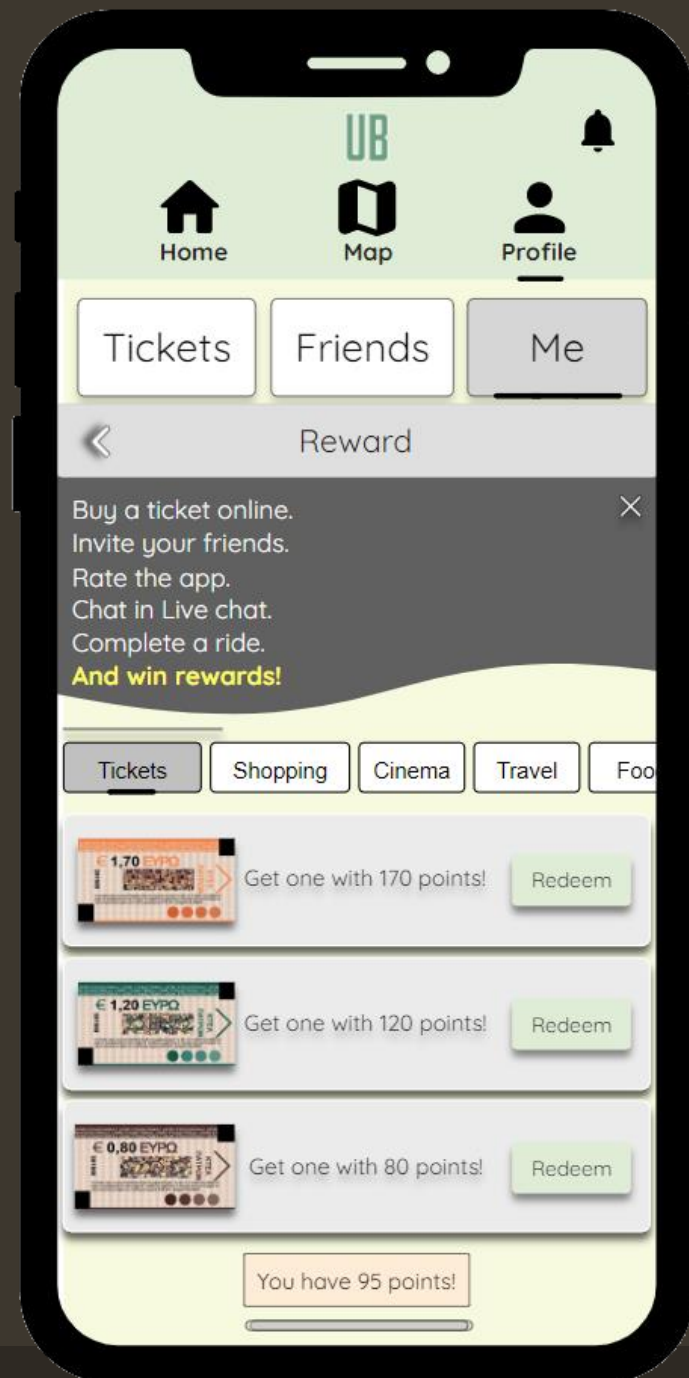 UB
Home
Map
Profile
Tickets
Friends
Me
Reward
Buy a ticket online.
Invite your friends.
Rate the app.
Chat in Live chat.
Complete a ride.
And win rewards!
Tickets
Shopping
Cinema
Travel
Foo
€ 1,70 ΕΥΡΩ
Get one with 170 points!
Redeem
€ 1,20 ΕΥΡΩ
Get one with 120 points!
Redeem
€ 0,80 ΕΥΡΩ
Get one with 80 points!
Redeem
You have 95 points!